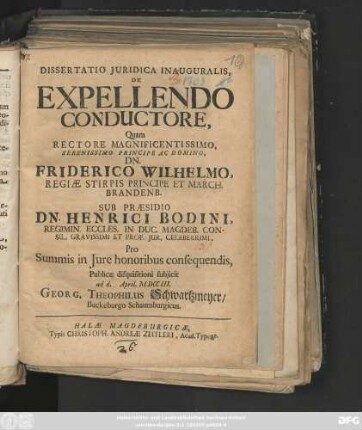 DISSERTATIO JURIDICA INAUGURALIS,
DE
EXPELLENDO
CONDUCTORE,
Quam
RECTORE MAGNIFICENTISSIMO,
SERENISSIMO PRINCIPE AC DOMINO,
DN.
FRIDERICO WILHELMO,
REGIÆ STIRPIS PRINCIPE ET MARCH.
BRANDENB.
SUB PRÆSIDIO
DN. HENRICI BODINI,
REGIMIN. ECCLES. IN DUC. MAGDEB. CON-
SIL. GRAVISSIMI ET PROF. JUR. CELEBERRIMI,
Pro
Summis in Jure honoribus consequendis,
Publicæ disquisitioni subjicit
ad d. April. MDCCIII.
GEORG. THEOPHILUS Schwartzmeyer/
Buckeburgo Schaumburgicus.
HALÆ MAGDEBURGICÆ,
Typis CHRISTOPH. ANDREÆ ZEITLERI, Acad. Typogr.